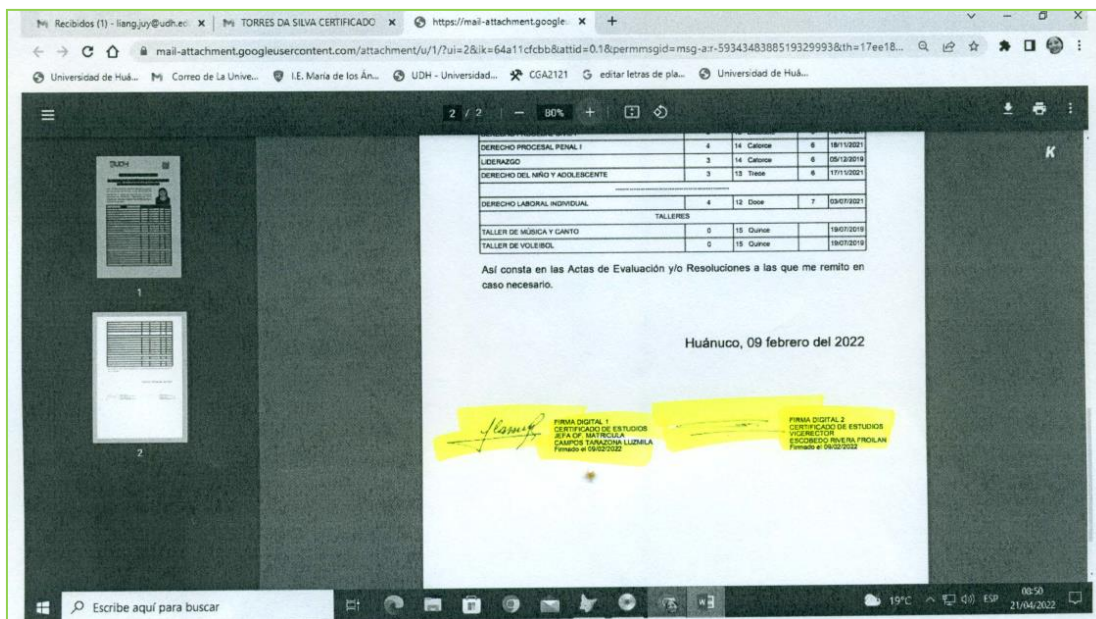 Recibidos (1) - liang.juy@udh.ed
TORRES DA SILVA CERTIFICADO
https://mail-attachment.google
mail-attachment.googleusercontent.com/attachment/u/1/?ui=2&ik=64a11cfcbb&attid=0.1&permmsgid=msg-a:r-5934348388519329993&th=17ee18...
Universidad de Huá...
Correo de La Unive...
I.E. María de los Án...
UDH - Universidad...
CGA2121
editar letras de pla...
Universidad de Huá...
2 / 2
80%
K
DERECHO PROCESAL PENAL I 4 14 Catorce 6 18/11/2021
LIDERAZGO 3 14 Catorce 6 05/12/2019
DERECHO DEL NIÑO Y ADOLESCENTE 3 13 Trece 6 17/11/2021
DERECHO LABORAL INDIVIDUAL 4 12 Doce 7 03/07/2021
TALLERES
TALLER DE MÚSICA Y CANTO 0 15 Quince 19/07/2019
TALLER DE VOLEIBOL 0 15 Quince 19/07/2019
Así consta en las Actas de Evaluación y/o Resoluciones a las que me remito en
caso necesario.
Huánuco, 09 febrero del 2022
FIRMA DIGITAL 1
CERTIFICADO DE ESTUDIOS
JEFA OF. MATRICULA
CAMPOS TARAZONA LUZMILA
Firmado el 09/02/2022
FIRMA DIGITAL 2
CERTIFICADO DE ESTUDIOS
VICERECTOR
ESCOBEDO RIVERA FROILAN
Firmado el 09/02/2022
1
2
Escribe aquí para buscar
19°C
ESP
08:50
21/04/2022